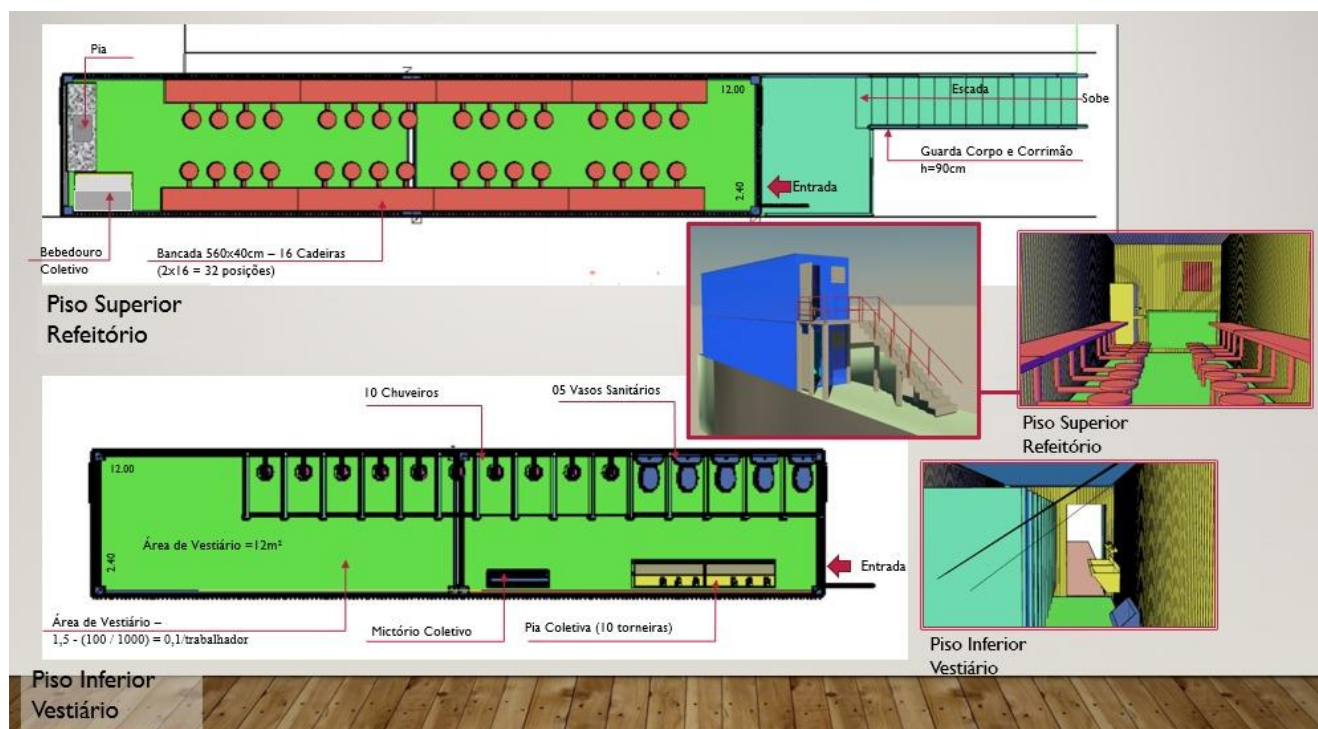 Pia
12.00
Escada
Sobe
Guarda Corpo e Corrimão
h=90cm
2.40
Entrada
Bebedouro
Coletivo
Bancada 560x40cm – 16 Cadeiras
(2x16 = 32 posições)
Piso Superior
Refeitório
Piso Superior
Refeitório
10 Chuveiros
05 Vasos Sanitários
12.00
Área de Vestiário =12m²
2.40
Entrada
Área de Vestiário –
1,5 - (100 / 1000) = 0,1/trabalhador
Mictório Coletivo
Pia Coletiva (10 torneiras)
Piso Inferior
Vestiário
Piso Inferior
Vestiário